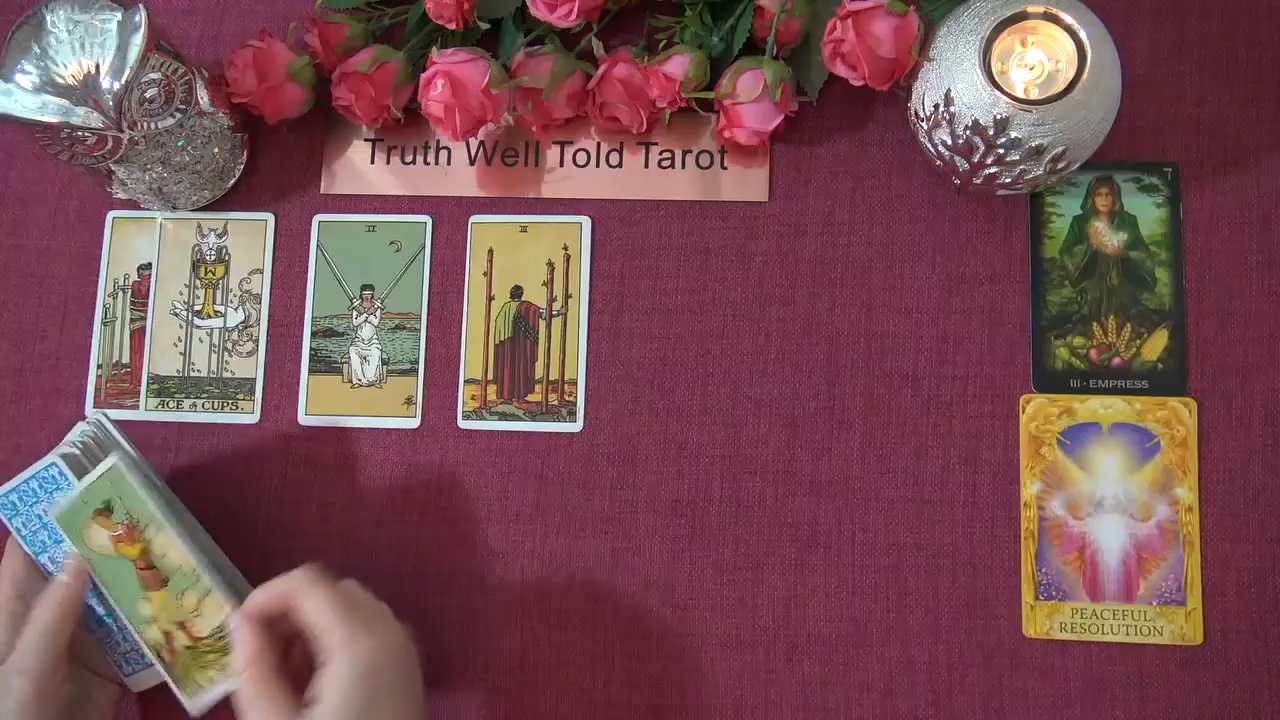 Truth Well Told Tarot
ACE of CUPS.
II
III
III · EMPRESS
PEACEFUL
RESOLUTION